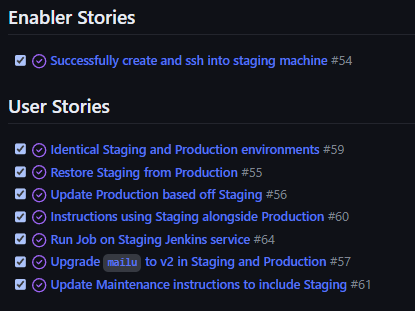 Enabler Stories
Successfully create and ssh into staging machine #54
User Stories
Identical Staging and Production environments #59
Restore Staging from Production #55
Update Production based off Staging #56
Instructions using Staging alongside Production #60
Run Job on Staging Jenkins service #64
Upgrade mailu to v2 in Staging and Production #57
Update Maintenance instructions to include Staging #61